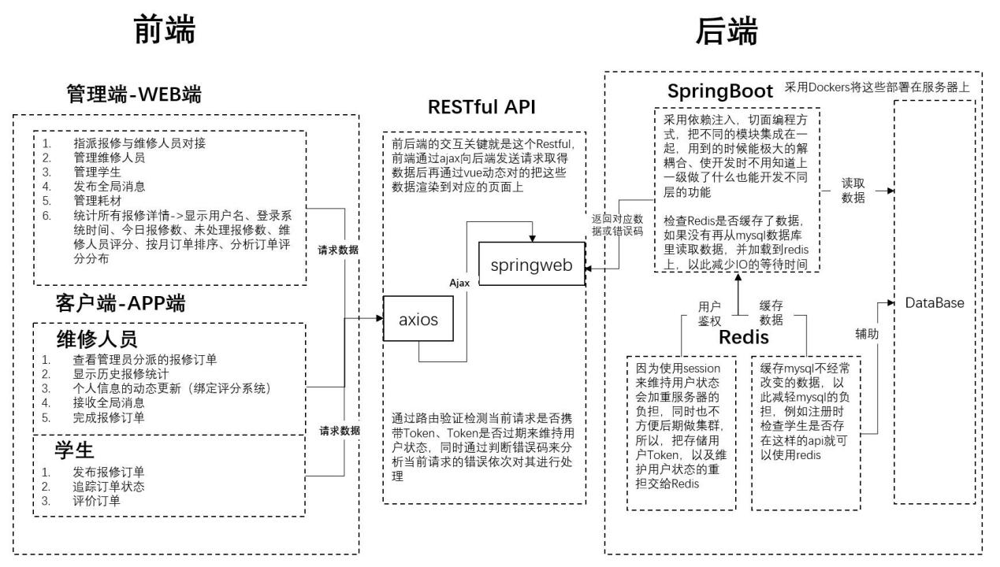 前端
管理端-WEB端
1. 指派报修与维修人员对接
2. 管理维修人员
3. 管理学生
4. 发布全局消息
5. 管理耗材
6. 统计所有报修详情->显示用户名、登录系
统时间、今日报修数、未处理报修数、维
修人员评分、按月订单排序、分析订单评
分分布
客户端-APP端
维修人员
1. 查看管理员分派的报修订单
2. 显示历史报修统计
3. 个人信息的动态更新（绑定评分系统）
4. 接收全局消息
5. 完成报修订单
学生
1. 发布报修订单
2. 追踪订单状态
3. 评价订单
请求数据
请求数据
RESTful API
前后端的交互关键就是这个Restful,
前端通过ajax向后端发送请求取得
数据后再通过vue动态对的把这些
数据渲染到对应的页面上
springweb
Ajax
axios
通过路由验证检测当前请求是否携
带Token、Token是否过期来维持用
户状态，同时通过判断错误码来分
析当前请求的错误依次对其进行处
理
返回对应数
据或错误码
后端
SpringBoot
采用Dockers将这些部署在服务器上
采用依赖注入，切面编程方
式，把不同的模块集成在一
起，用到的时候能极大的解
耦合、使开发时不用知道上
一级做了什么也能开发不同
层的功能
检查Redis是否缓存了数据，
如果没有再从mysql数据库
里读取数据，并加载到redis
上，以此减少IO的等待时间
读取
数据
用户
鉴权
缓存
数据
Redis
因为使用session
来维持用户状态
会加重服务器的
负担，同时也不
方便后期做集群，
所以，把存储用
户Token，以及维
护用户状态的重
担交给Redis
缓存mysql不经常
改变的数据，以
此减轻mysql的负
担，例如注册时
检查学生是否存
在这样的api就可
以使用redis
辅助
DataBase